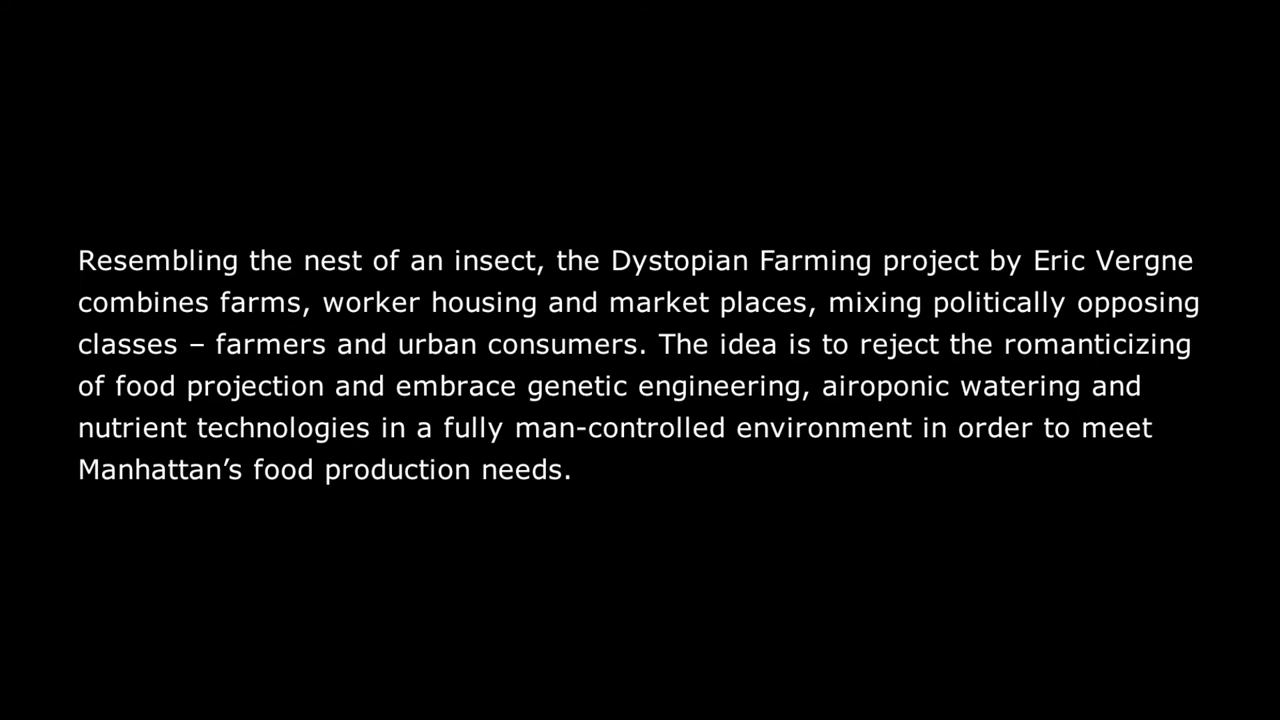 Resembling the nest of an insect, the Dystopian Farming project by Eric Vergne
combines farms, worker housing and market places, mixing politically opposing
classes – farmers and urban consumers. The idea is to reject the romanticizing
of food projection and embrace genetic engineering, airoponic watering and
nutrient technologies in a fully man-controlled environment in order to meet
Manhattan’s food production needs.